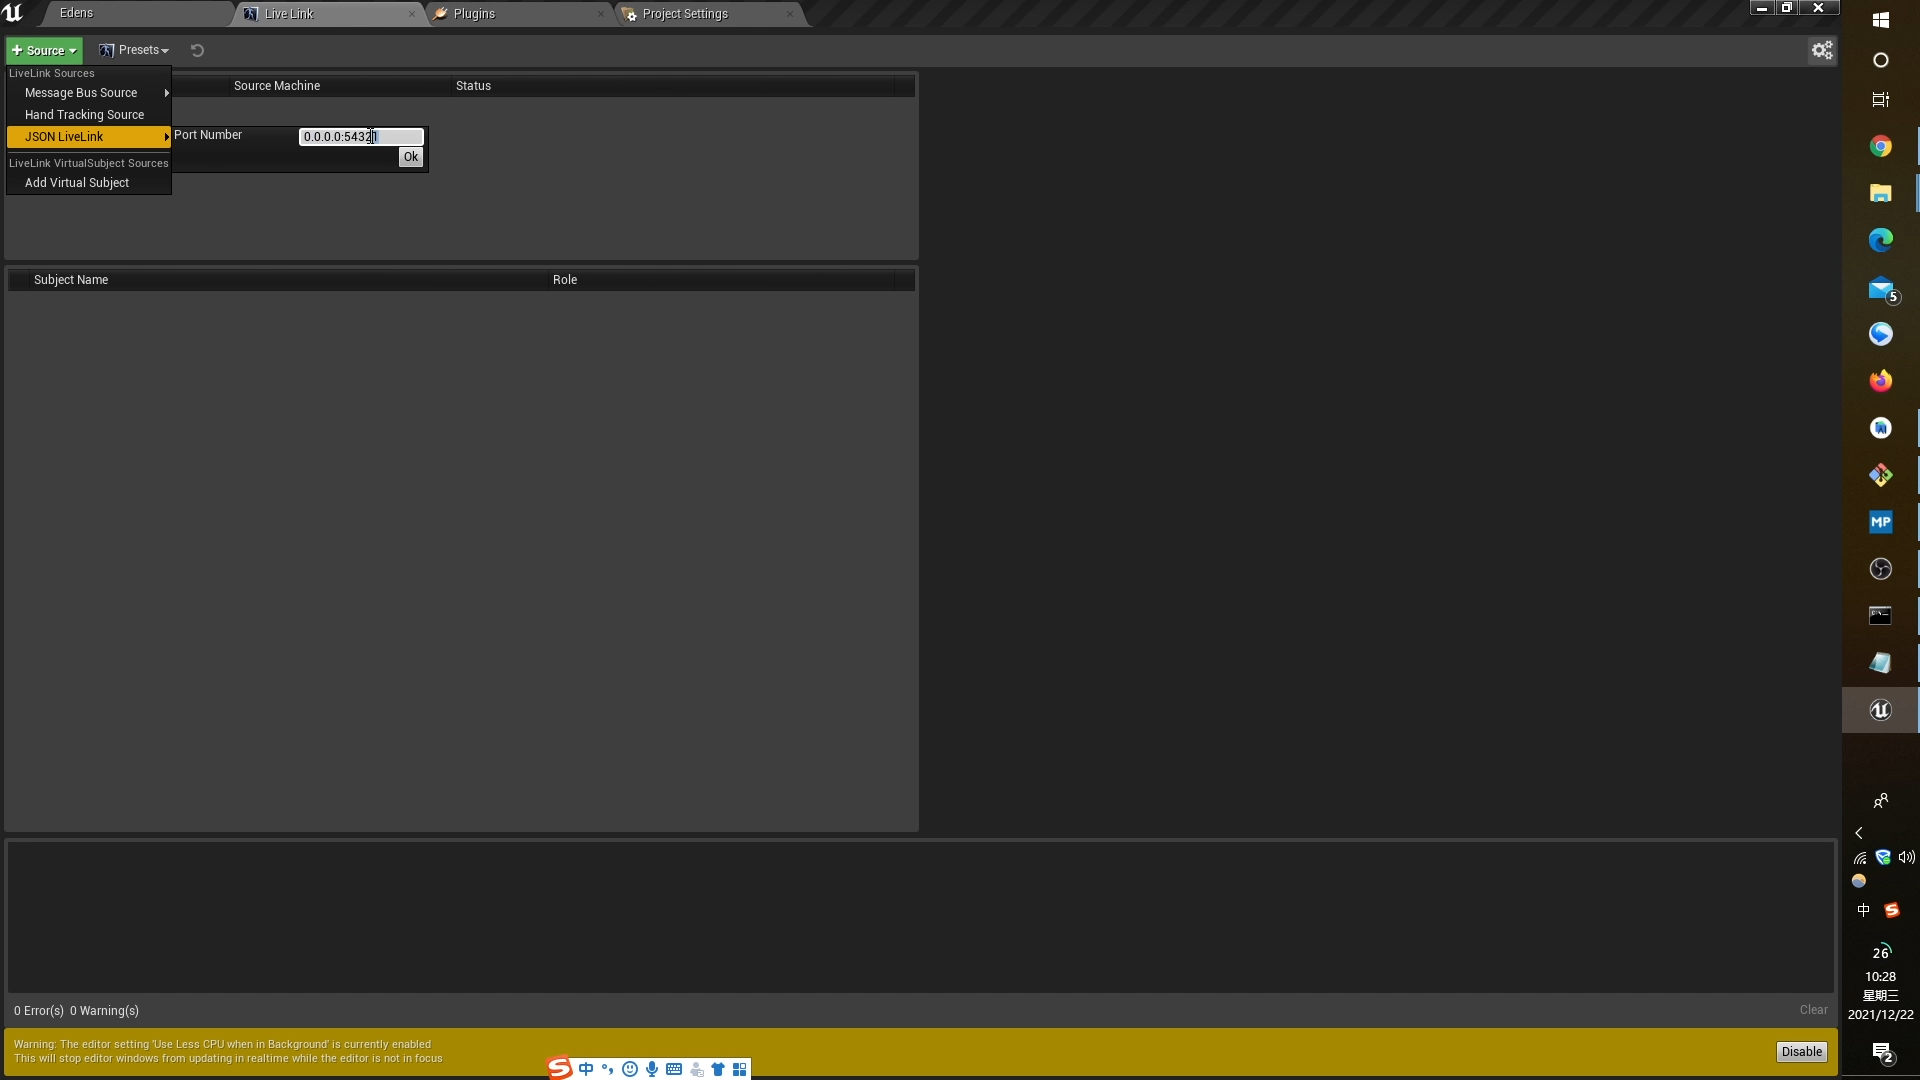 Edens
Live Link
Plugins
Project Settings
Source
Presets
LiveLink Sources
Message Bus Source
Hand Tracking Source
JSON LiveLink
LiveLink VirtualSubject Sources
Add Virtual Subject
Source Machine
Status
Port Number
0.0.0.0:54321
Ok
Subject Name
Role
0 Error(s) 0 Warning(s)
Clear
Warning: The editor setting 'Use Less CPU when in Background' is currently enabled
This will stop editor windows from updating in realtime while the editor is not in focus
Disable
中
5
MP
中
26
10:28
星期三
2021/12/22
2